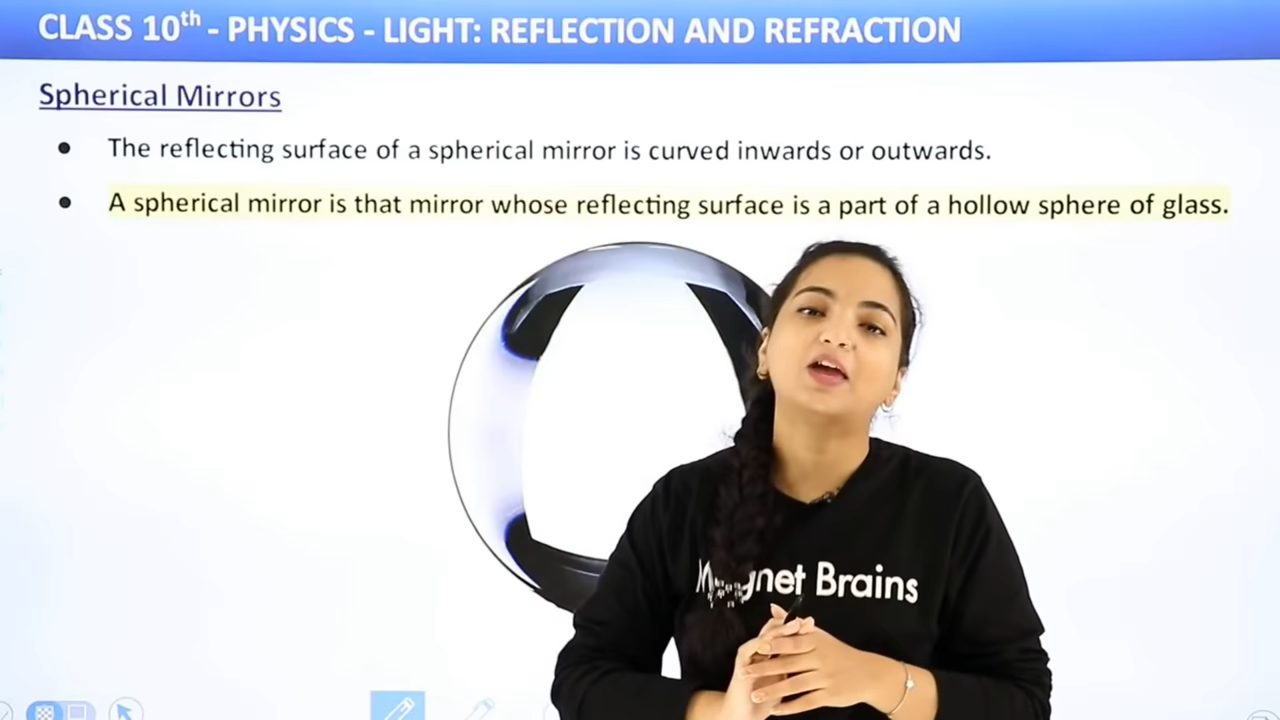 CLASS 10th - PHYSICS - LIGHT: REFLECTION AND REFRACTION
Spherical Mirrors
• The reflecting surface of a spherical mirror is curved inwards or outwards.
• A spherical mirror is that mirror whose reflecting surface is a part of a hollow sphere of glass.
Magnet Brains